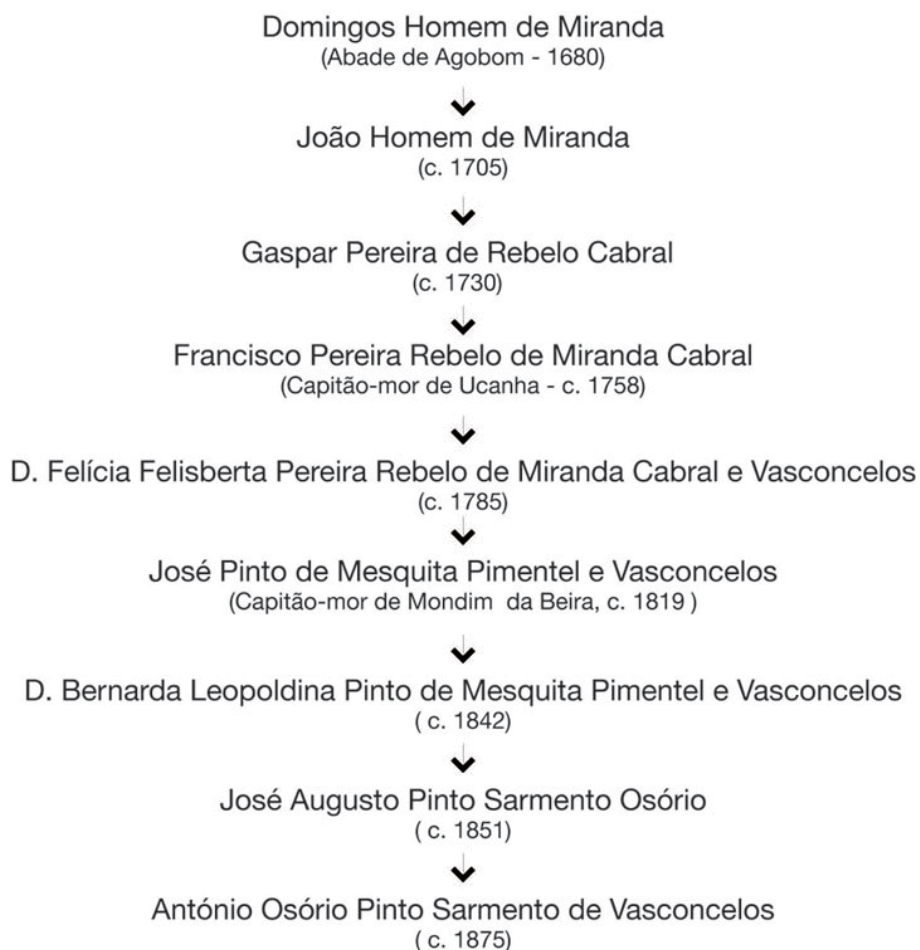 Domingos Homem de Miranda
(Abade de Agobom - 1680)
João Homem de Miranda
(c. 1705)
Gaspar Pereira de Rebelo Cabral
(c. 1730)
Francisco Pereira Rebelo de Miranda Cabral
(Capitão-mor de Ucanha - c. 1758)
D. Felícia Felisberta Pereira Rebelo de Miranda Cabral e Vasconcelos
(c. 1785)
José Pinto de Mesquita Pimentel e Vasconcelos
(Capitão-mor de Mondim  da Beira, c. 1819 )
D. Bernarda Leopoldina Pinto de Mesquita Pimentel e Vasconcelos
( c. 1842)
José Augusto Pinto Sarmento Osório
( c. 1851)
António Osório Pinto Sarmento de Vasconcelos
( c. 1875)